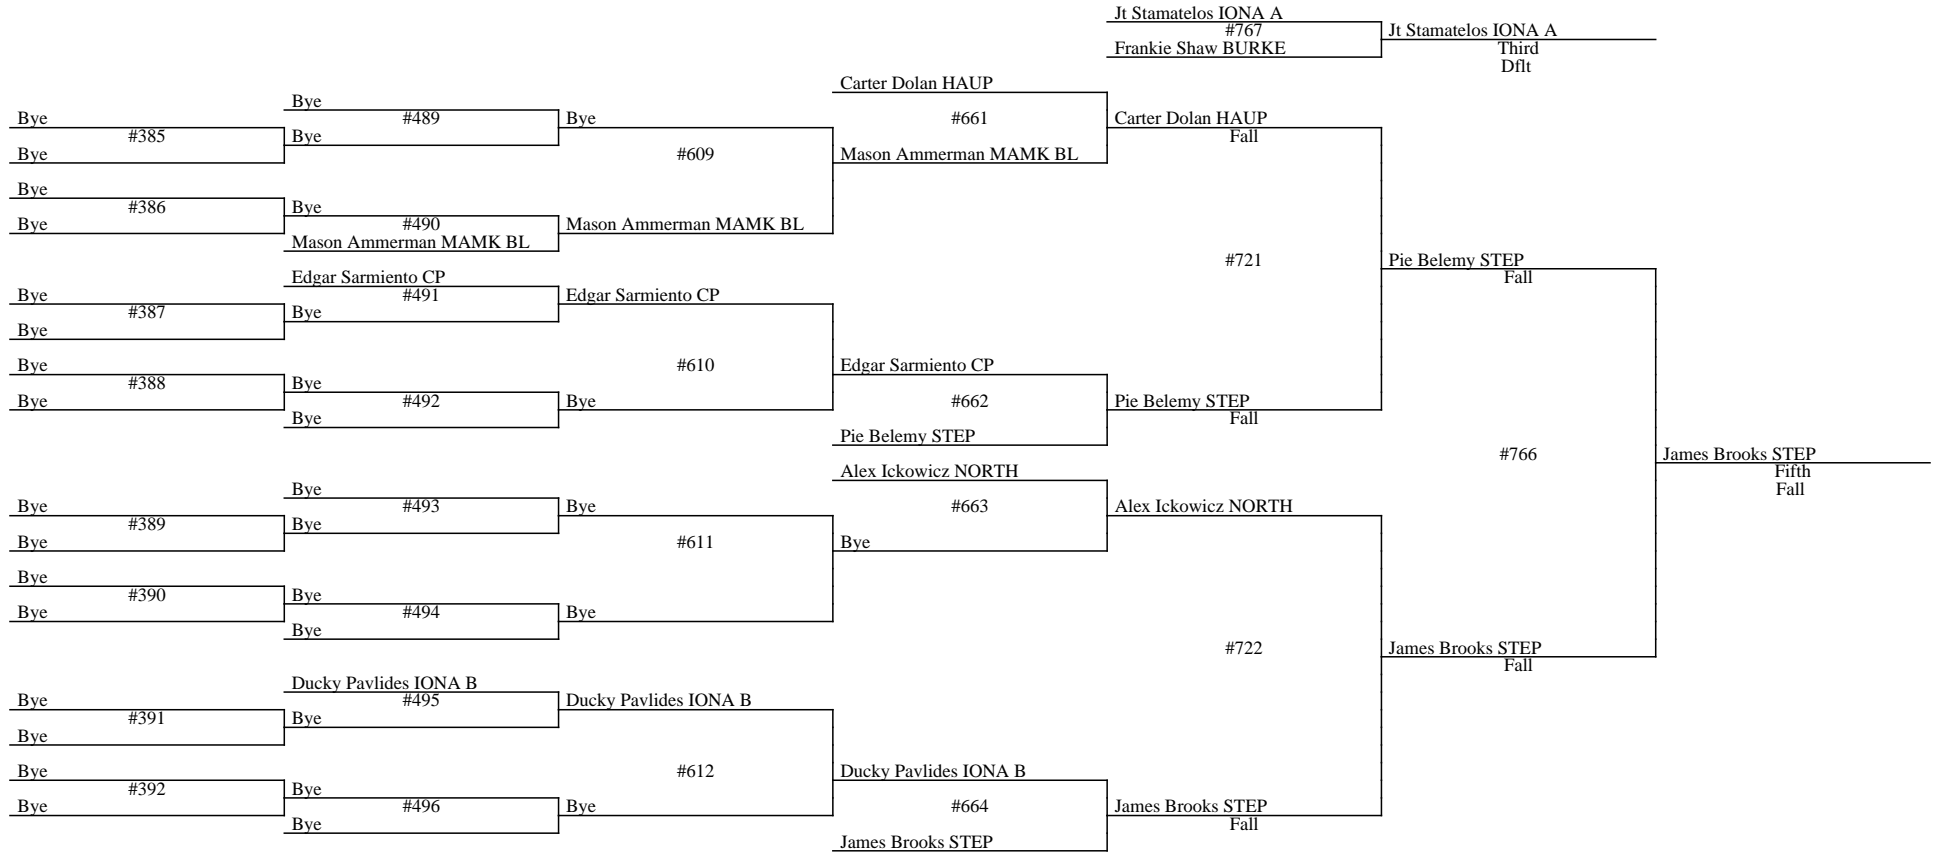 Jt Stamatelos IONA A
#767
Jt Stamatelos IONA A
Frankie Shaw BURKE
Third
Dflt
Carter Dolan HAUP
Bye
Bye
#489
Bye
#661
Carter Dolan HAUP
#385
Bye
Fall
Bye
#609
Mason Ammerman MAMK BL
Bye
#386
Bye
Bye
#490
Mason Ammerman MAMK BL
Mason Ammerman MAMK BL
#721
Pie Belemy STEP
Edgar Sarmiento CP
Fall
Bye
#491
Edgar Sarmiento CP
#387
Bye
Bye
Bye
#610
Edgar Sarmiento CP
#388
Bye
Bye
#492
Bye
#662
Pie Belemy STEP
Bye
Fall
Pie Belemy STEP
#766
James Brooks STEP
Alex Ickowicz NORTH
Fifth
Bye
Fall
Bye
#493
Bye
#663
Alex Ickowicz NORTH
#389
Bye
Bye
#611
Bye
Bye
#390
Bye
Bye
#494
Bye
Bye
#722
James Brooks STEP
Fall
Ducky Pavlides IONA B
Bye
#495
Ducky Pavlides IONA B
#391
Bye
Bye
Bye
#612
Ducky Pavlides IONA B
#392
Bye
Bye
#496
Bye
#664
James Brooks STEP
Bye
Fall
James Brooks STEP